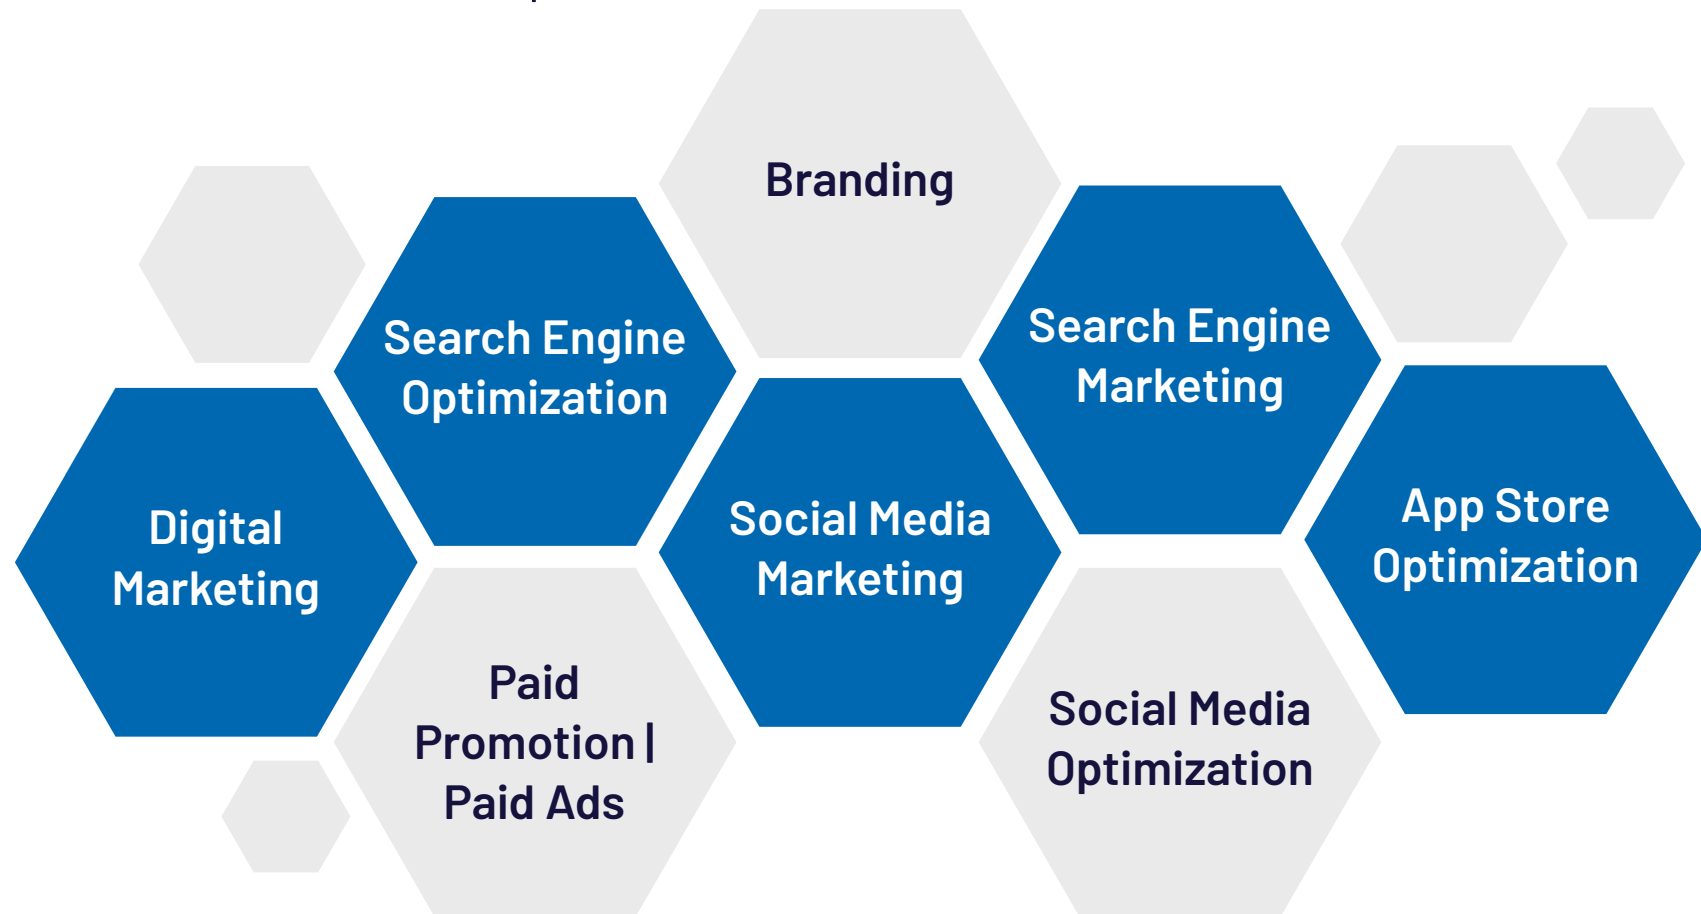 Branding
Search Engine
Optimization
Search Engine
Marketing
Digital
Marketing
Social Media
Marketing
App Store
Optimization
Paid
Promotion |
Paid Ads
Social Media
Optimization